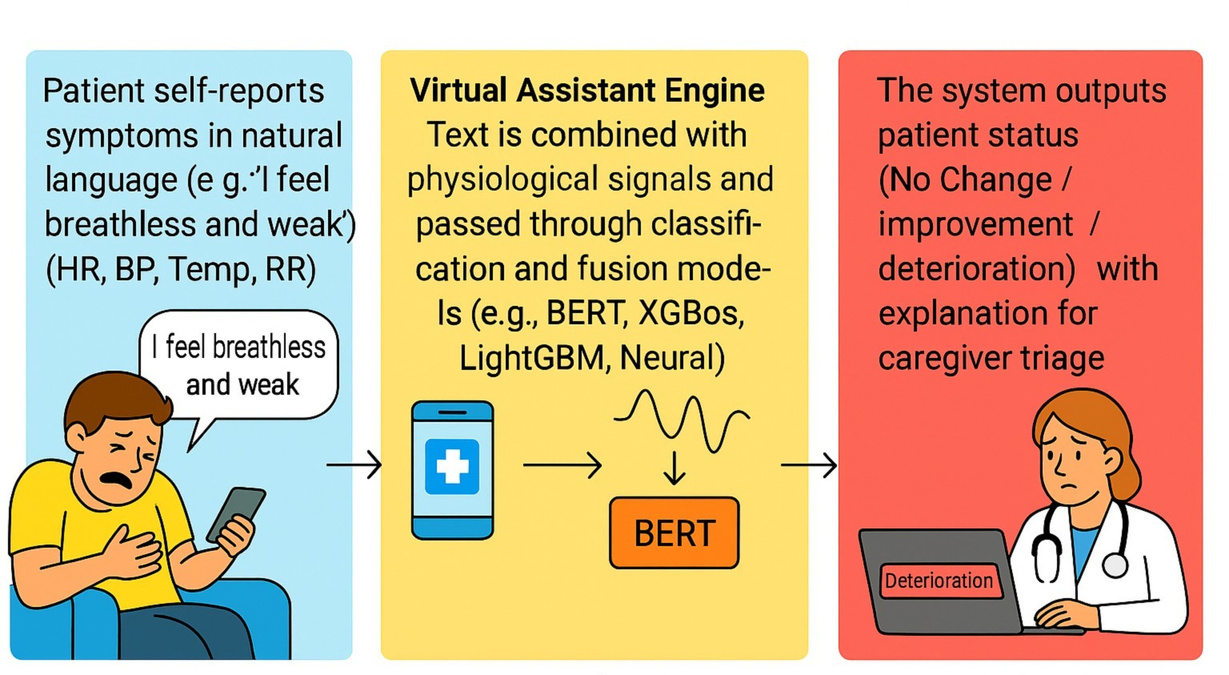 Patient self-reports
symptoms in natural
language (e g.·'I feel
breathless and weak')
(HR, BP, Temp, RR)
I feel breathless
and weak
Virtual Assistant Engine
Text is combined with
physiological signals and
passed through classifi-
cation and fusion mode-
ls (e.g., BERT, XGBos,
LightGBM, Neural)
BERT
The system outputs
patient status
(No Change /
improvement /
deterioration) with
explanation for
caregiver triage
Deterioration